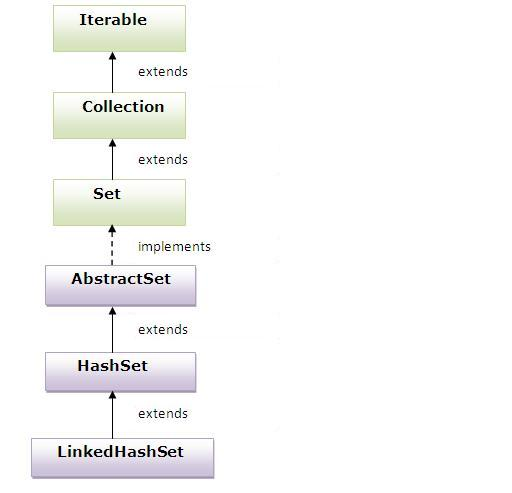 Iterable
extends
Collection
extends
Set
implements
AbstractSet
extends
HashSet
extends
LinkedHashSet